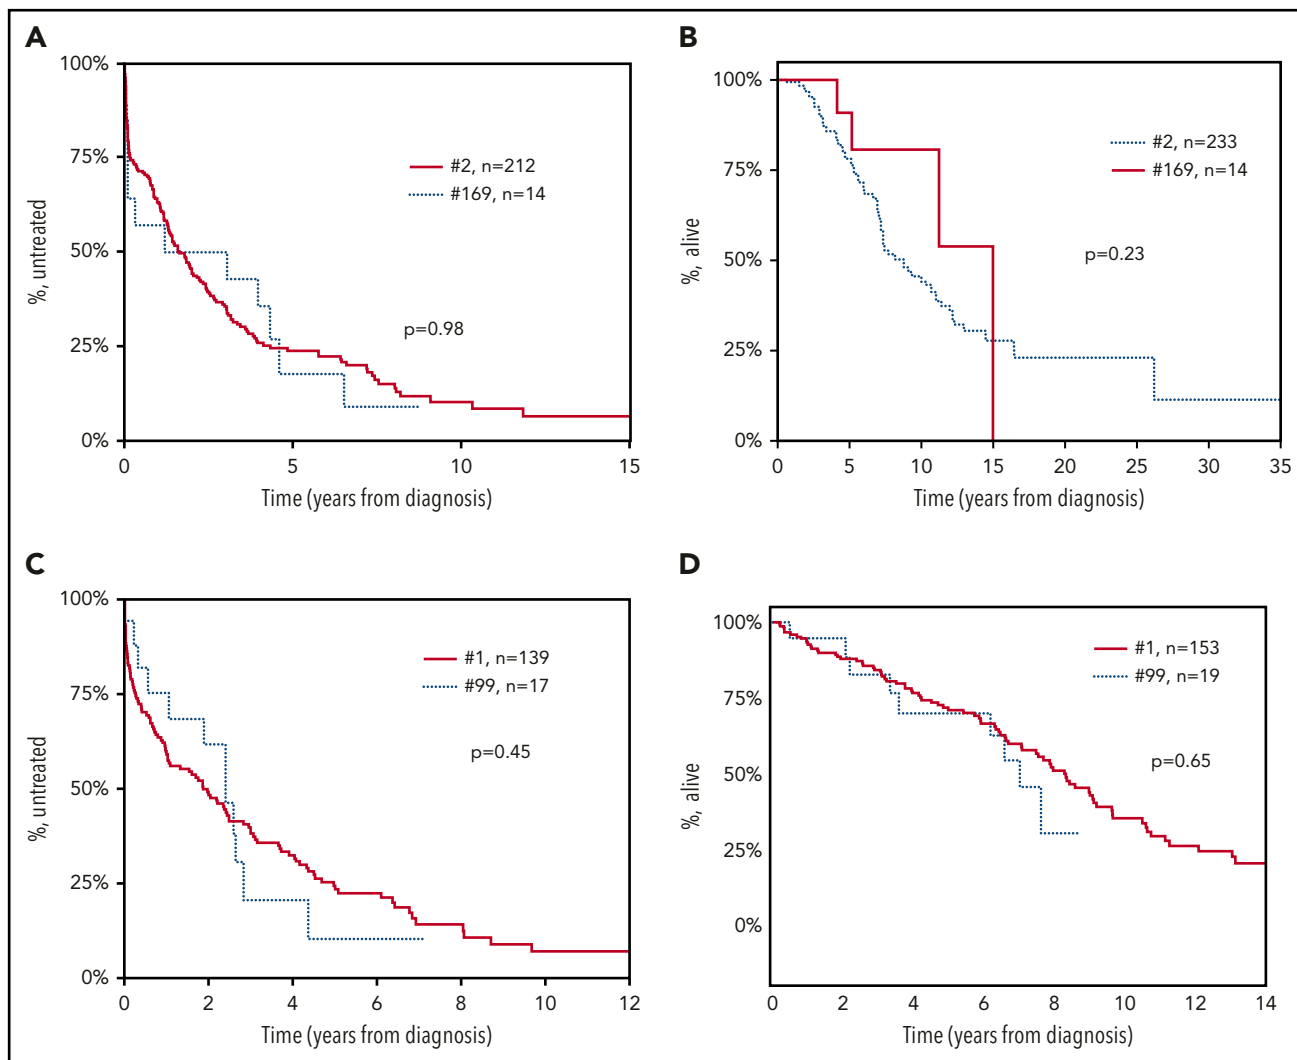 A
100%
75%
50%
25%
0%
%, untreated
#2, n=212
#169, n=14
p=0.98
0 5 10 15
Time (years from diagnosis)
B
100%
75%
50%
25%
0%
%, alive
#2, n=233
#169, n=14
p=0.23
0 5 10 15 20 25 30 35
Time (years from diagnosis)
C
100%
75%
50%
25%
0%
%, untreated
#1, n=139
#99, n=17
p=0.45
0 2 4 6 8 10 12
Time (years from diagnosis)
D
100%
75%
50%
25%
0%
%, alive
#1, n=153
#99, n=19
p=0.65
0 2 4 6 8 10 12 14
Time (years from diagnosis)